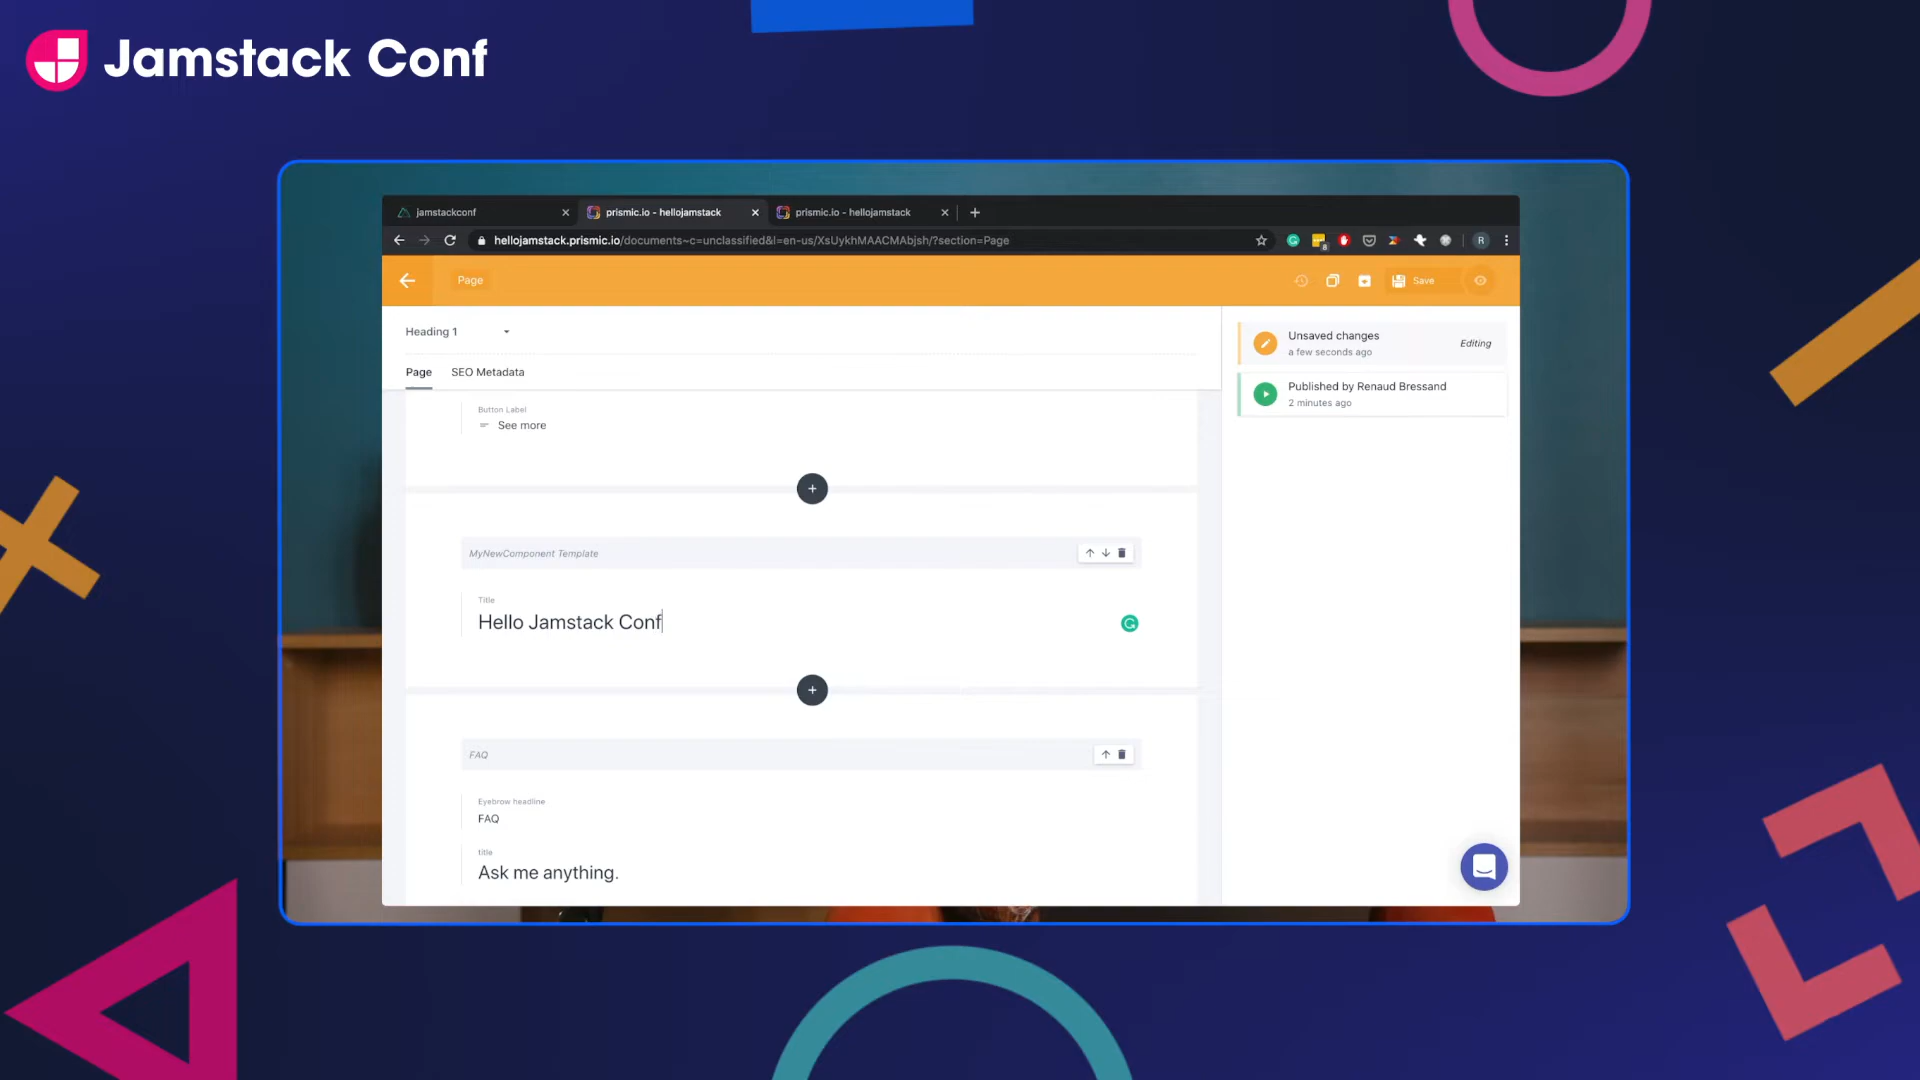 Jamstack Conf
jamstackconf
prismic.io - hellojamstack
prismic.io - hellojamstack
hellojamstack.prismic.io/documents~c=unclassified&l=en-us/XsUykhMAACMAbjsh/?section=Page
R
Page
Save
Heading 1
Page
SEO Metadata
Unsaved changes
a few seconds ago
Editing
Published by Renaud Bressand
2 minutes ago
Button Label
See more
MyNewComponent Template
Title
Hello Jamstack Conf
FAQ
Eyebrow headline
FAQ
title
Ask me anything.